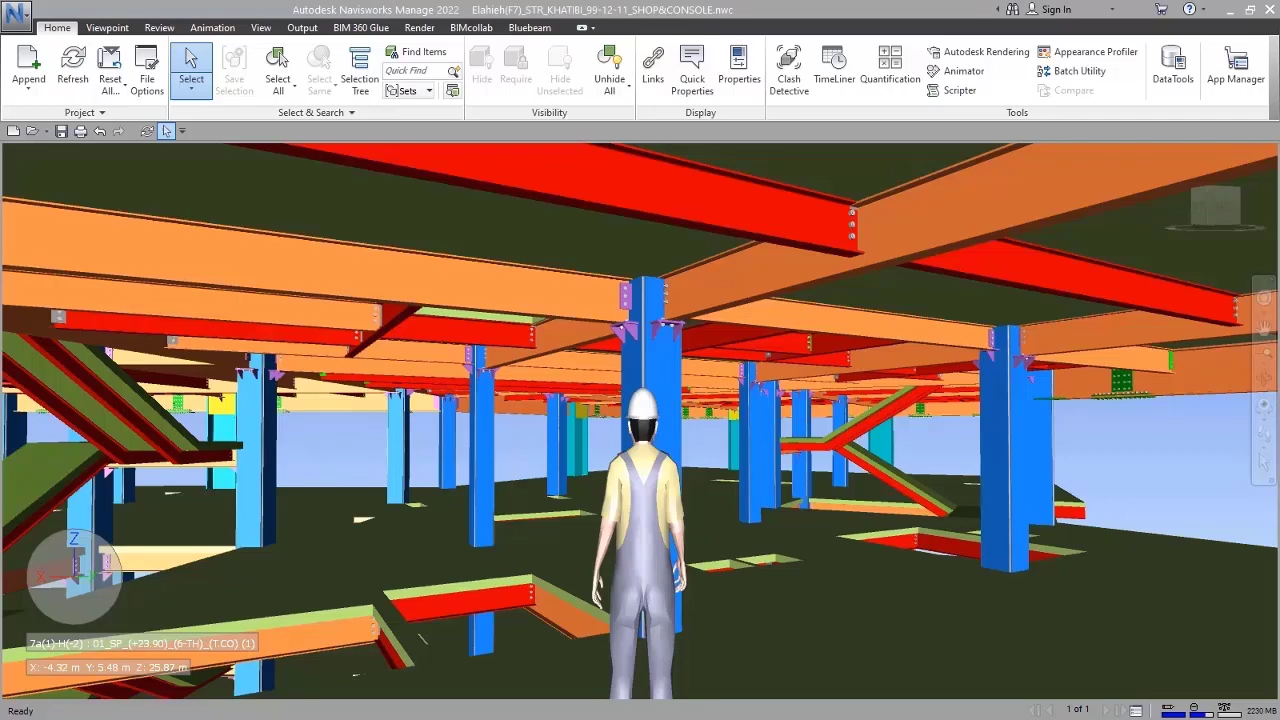 Autodesk Navisworks Manage 2022 Elahieh(F7)_STR_KHATIBI_99-12-11_SHOP&CONSOLE.nwc
Sign In
Home Viewpoint Review Animation View Output BIM 360 Glue Render BIMcollab Bluebeam
Append
Refresh
Reset All...
File Options
Select
Save Selection
Select All
Select Same
Selection Tree
Find Items
Quick Find
Sets
Hide
Require
Hide Unselected
Unhide All
Links
Quick Properties
Properties
Clash Detective
TimeLiner
Quantification
Autodesk Rendering
Animator
Scripter
Appearance Profiler
Batch Utility
Compare
DataTools
App Manager
Project
Select & Search
Visibility
Display
Tools
Z
X
7a(1)-H(-2) : 01_SP_(+23.90)_(6-TH)_(T.CO) (1)
X: -4.32 m Y: 5.48 m Z: 25.87 m
Ready
1 of 1
2230 MB